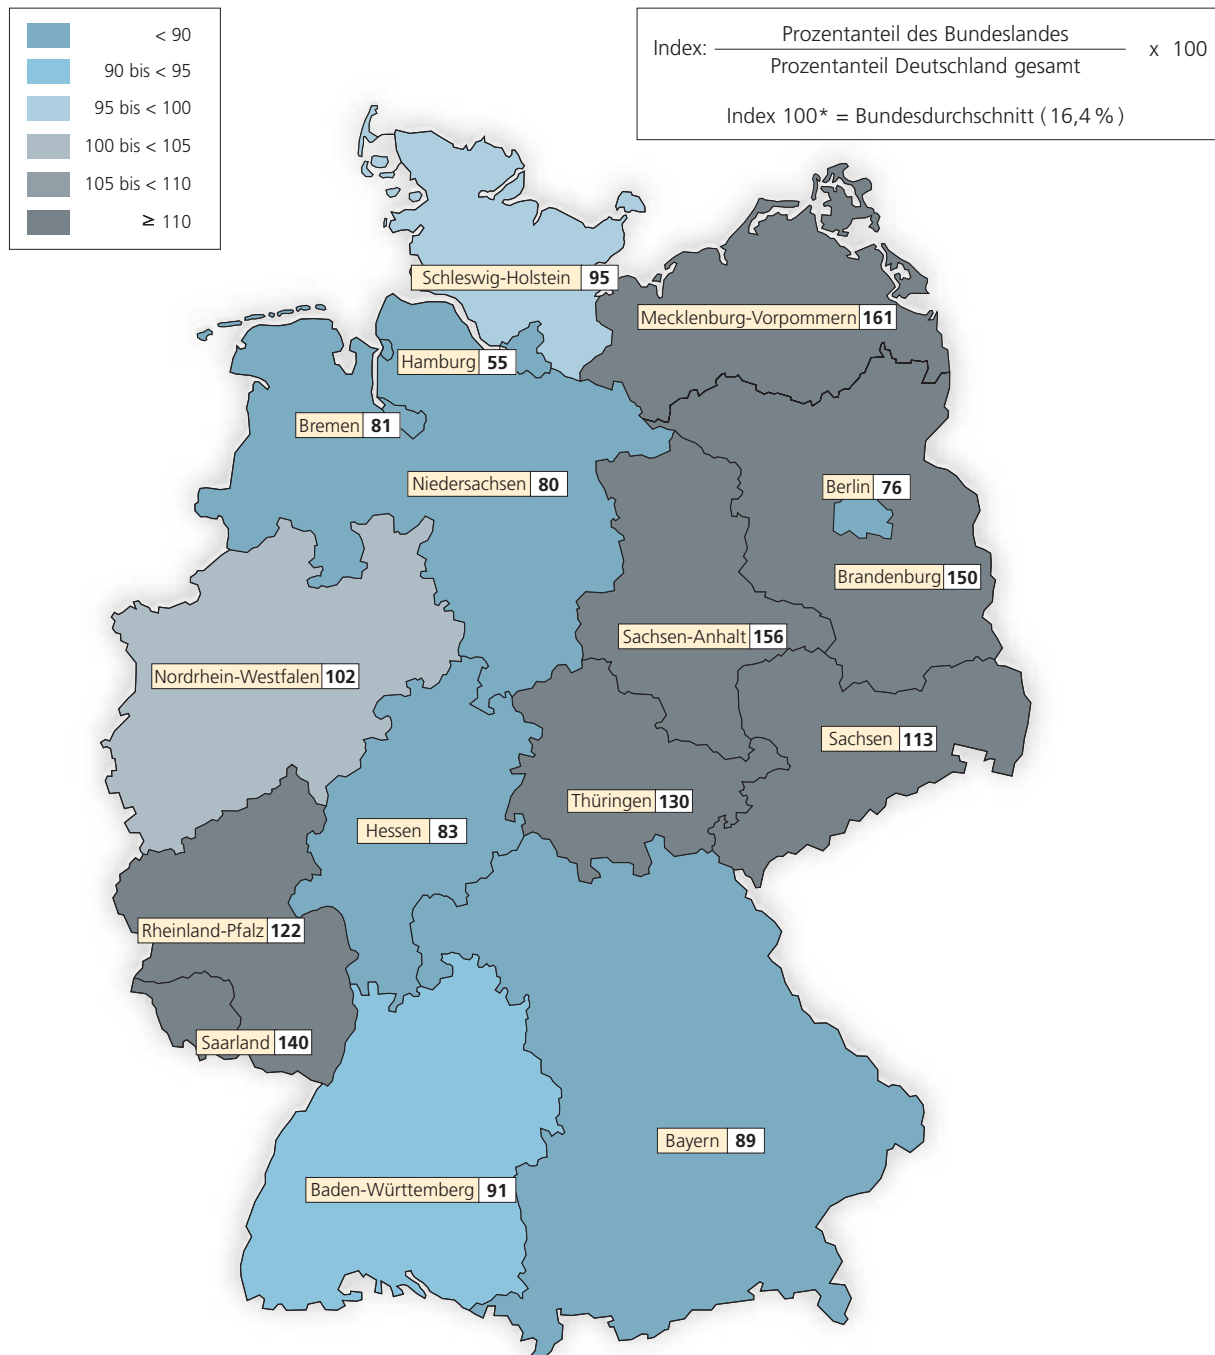 < 90
90 bis < 95
95 bis < 100
100 bis < 105
105 bis < 110
≥ 110
Index: Prozentanteil des Bundeslandes x 100
Prozentanteil Deutschland gesamt
Index 100* = Bundesdurchschnitt (16,4 %)
Schleswig-Holstein 95
Mecklenburg-Vorpommern 161
Hamburg 55
Bremen 81
Niedersachsen 80
Berlin 76
Brandenburg 150
Sachsen-Anhalt 156
Nordrhein-Westfalen 102
Sachsen 113
Thüringen 130
Hessen 83
Rheinland-Pfalz 122
Saarland 140
Bayern 89
Baden-Württemberg 91